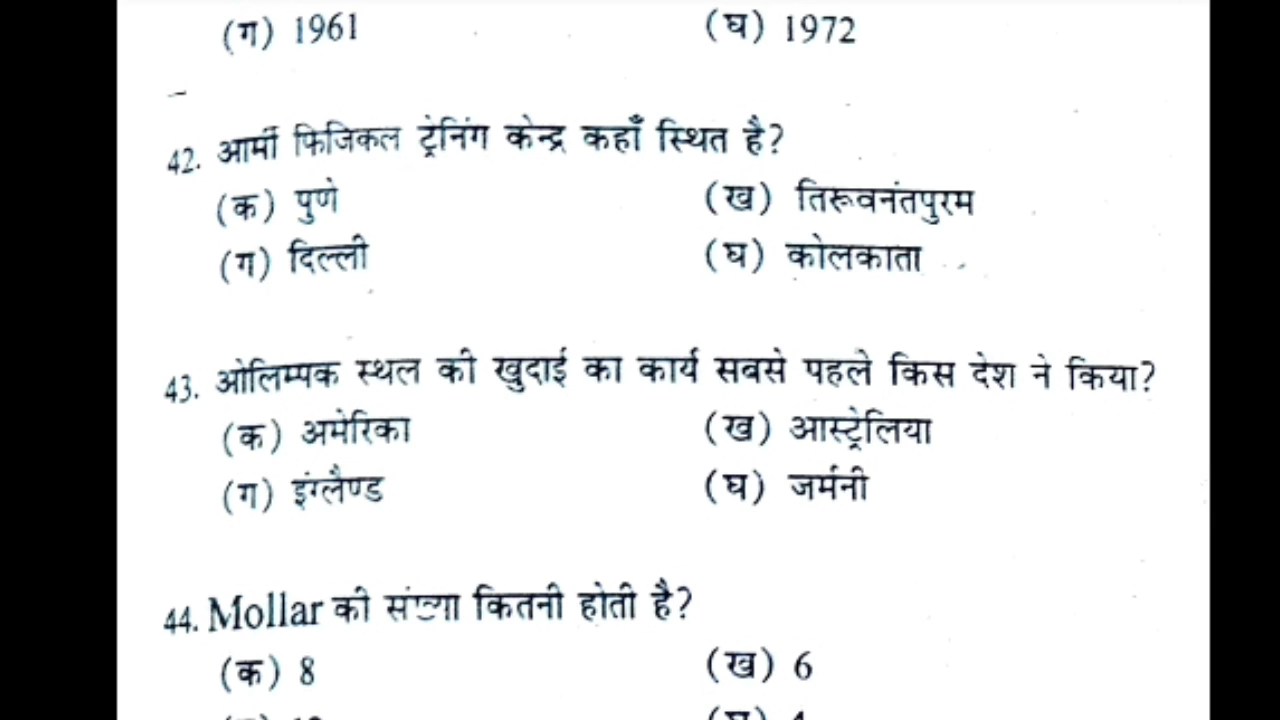 (ग) 1961 (घ) 1972
42. आर्मी फिजिकल ट्रेनिंग केन्द्र कहाँ स्थित है?
(क) पुणे (ख) तिरूवनंतपुरम
(ग) दिल्ली (घ) कोलकाता
43. ओलिम्पक स्थल की खुदाई का कार्य सबसे पहले किस देश ने किया?
(क) अमेरिका (ख) आस्ट्रेलिया
(ग) इंग्लैण्ड (घ) जर्मनी
44. Mollar की संख्या कितनी होती है?
(क) 8 (ख) 6